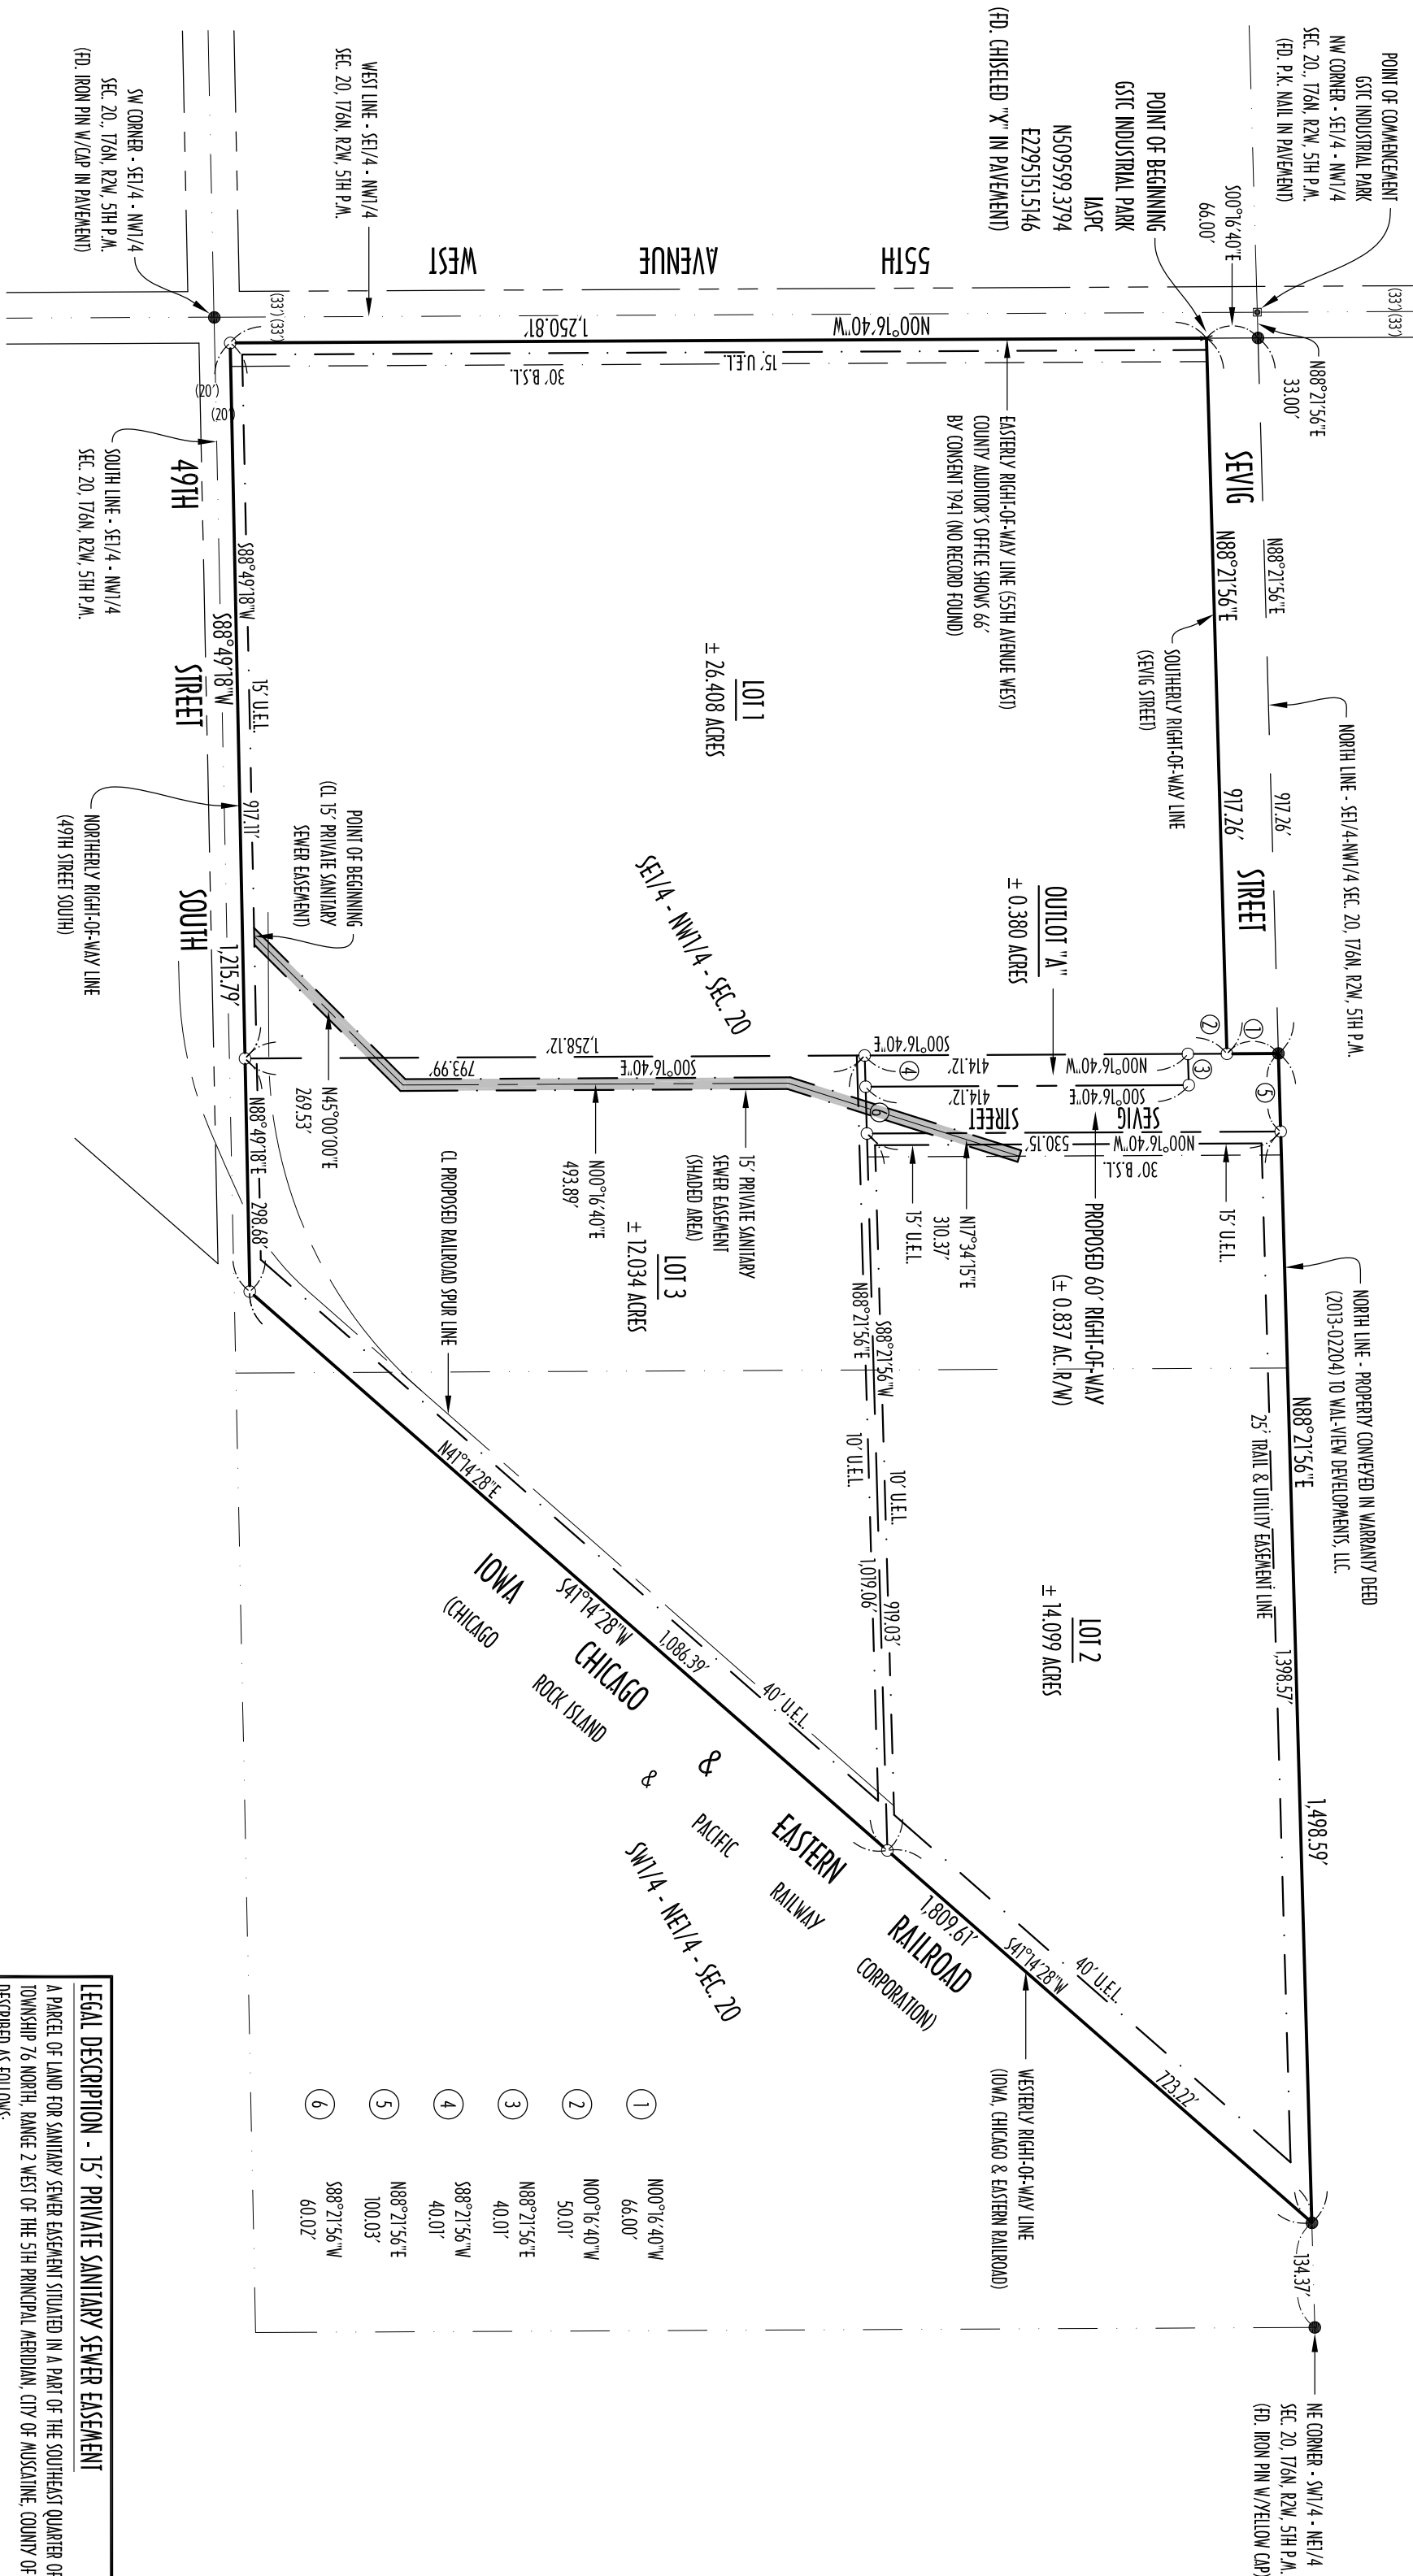 POINT OF COMMENCEMENT
GSTC INDUSTRIAL PARK
NW CORNER - SE1/4 - NW1/4
SEC. 20., T76N, R2W, 5TH P.M.
(FD. P.K. NAIL IN PAVEMENT)
S00°16'40"E
66.00'
POINT OF BEGINNING
GSTC INDUSTRIAL PARK
IASPC
N509599.3794
E2295151.5146
(FD. CHISELED "X" IN PAVEMENT)
WEST LINE - SE1/4 - NW1/4
SEC. 20, T76N, R2W, 5TH P.M.
SW CORNER - SE1/4 - NW1/4
SEC. 20., T76N, R2W, 5TH P.M.
(FD. IRON PIN W/CAP IN PAVEMENT)
(33') (33')
N88°21'56"E
33.00'
55TH
AVENUE
WEST
(33') (33')
N00°16'40"W
1,250.81'
15' U.E.L.
30' B.S.L.
(20')
(20')
EASTERLY RIGHT-OF-WAY LINE (55TH AVENUE WEST)
COUNTY AUDITOR'S OFFICE SHOWS 66'
BY CONSENT 1941 (NO RECORD FOUND)
SEVIG
N88°21'56"E
N88°21'56"E
SOUTHERLY RIGHT-OF-WAY LINE
(SEVIG STREET)
NORTH LINE - SE1/4-NW1/4 SEC. 20, T76N, R2W, 5TH P.M.
917.26'
917.26'
STREET
SOUTH LINE - SE1/4 - NW1/4
SEC. 20, T76N, R2W, 5TH P.M.
49TH
S88°49'18"W
S88°49'18"W
STREET
15' U.E.L.
917.11'
LOT 1
± 26.408 ACRES
POINT OF BEGINNING
(CL 15' PRIVATE SANITARY
SEWER EASEMENT)
NORTHERLY RIGHT-OF-WAY LINE
(49TH STREET SOUTH)
SOUTH
1,215.79'
SE1/4 - NW1/4 - SEC. 20
OUTLOT "A"
± 0.380 ACRES
1
2
3
4
5
6
S00°16'40"E
414.12'
N00°16'40"W
414.12'
S00°16'40"E
1,258.12'
793.99'
S00°16'40"E
SEVIG
STREET
N00°16'40"W
530.15'
30' B.S.L.
N45°00'00"E
269.53'
N88°49'18"E
298.68'
N00°16'40"E
493.89'
15' PRIVATE SANITARY
SEWER EASEMENT
(SHADED AREA)
N17°34'15"E
310.37'
15' U.E.L.
PROPOSED 60' RIGHT-OF-WAY
(± 0.837 AC. R/W)
15' U.E.L.
CL PROPOSED RAILROAD SPUR LINE
LOT 3
± 12.034 ACRES
NORTH LINE - PROPERTY CONVEYED IN WARRANTY DEED
(2013-02204) TO WAL-VIEW DEVELOPMENTS, LLC.
N88°21'56"E
25' TRAIL & UTILITY EASEMENT LINE
S88°21'56"W
N88°21'56"E
10' U.E.L.
10' U.E.L.
919.03'
1,019.06'
LOT 2
± 14.099 ACRES
1,398.57'
1,498.59'
N41°14'28"E
S41°14'28"W
1,086.39'
40' U.E.L.
IOWA
CHICAGO
&
EASTERN
RAILROAD
(CHICAGO
ROCK ISLAND
&
PACIFIC
RAILWAY
CORPORATION)
SW1/4 - NE1/4 - SEC. 20
1,809.61'
S41°14'28"W
40' U.E.L.
723.22'
WESTERLY RIGHT-OF-WAY LINE
(IOWA, CHICAGO & EASTERN RAILROAD)
134.37'
NE CORNER - SW1/4 - NE1/4
SEC. 20, T76N, R2W, 5TH P.M.
(FD. IRON PIN W/YELLOW CAP)
1 N00°16'40"W
66.00'
2 N00°16'40"W
50.01'
3 N88°21'56"E
40.01'
4 S88°21'56"W
40.01'
5 N88°21'56"E
100.03'
6 S88°21'56"W
60.02'
LEGAL DESCRIPTION - 15' PRIVATE SANITARY SEWER EASEMENT
A PARCEL OF LAND FOR SANITARY SEWER EASEMENT SITUATED IN A PART OF THE SOUTHEAST QUARTER OF
TOWNSHIP 76 NORTH, RANGE 2 WEST OF THE 5TH PRINCIPAL MERIDIAN, CITY OF MUSCATINE, COUNTY OF
DESCRIBED AS FOLLOWS: